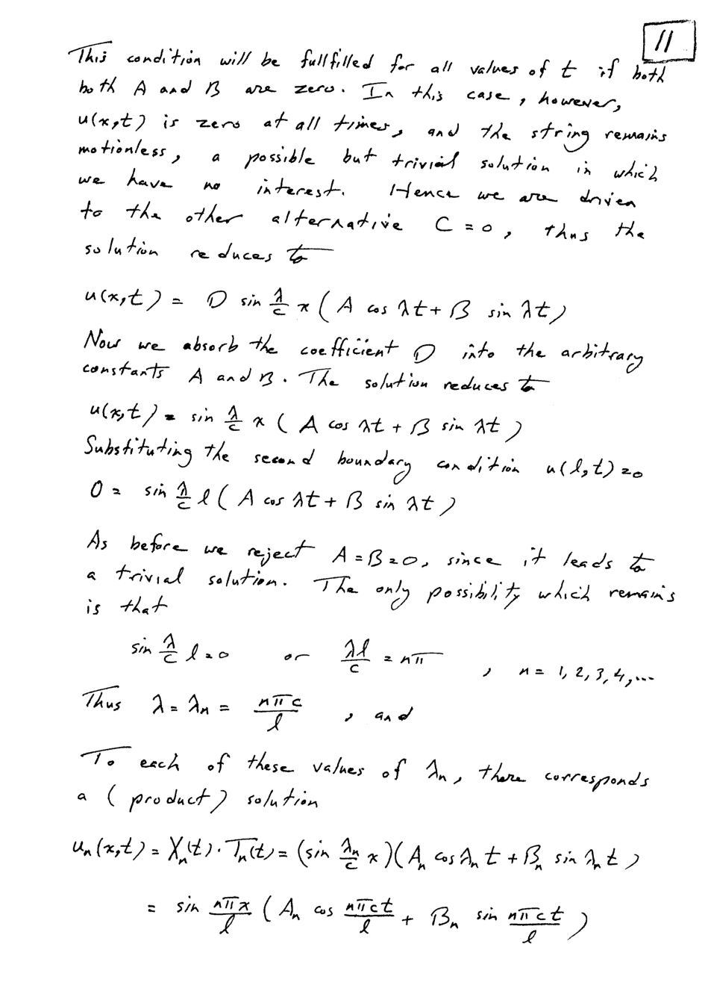 11
This condition will be fullfilled for all values of t if both
both A and B are zero. In this case, however,
u(x,t) is zero at all times, and the string remains
motionless, a possible but trivial solution in which
we have no interest. Hence we are driven
to the other alternative C = 0, thus the
solution reduces to
u(x,t) = D sin λ/c x (A cos λt + B sin λt)
Now we absorb the coefficient D into the arbitrary
constants A and B. The solution reduces to
u(x,t) = sin λ/c x (A cos λt + B sin λt)
Substituting the second boundary condition u(l,t)=0
0 = sin λ/c l (A cos λt + B sin λt)
As before we reject A = B = 0, since it leads to
a trivial solution. The only possibility which remains
is that
sin λ/c l = 0 or λl/c = nπ , n = 1, 2, 3, 4, ...
Thus λ = λn = nπc/l , and
To each of these values of λn, there corresponds
a (product) solution
un(x,t) = Xn(t) · Tn(t) = (sin λn/c x)(An cos λn t + Bn sin λn t)
= sin nπx/l (An cos nπct/l + Bn sin nπct/l)